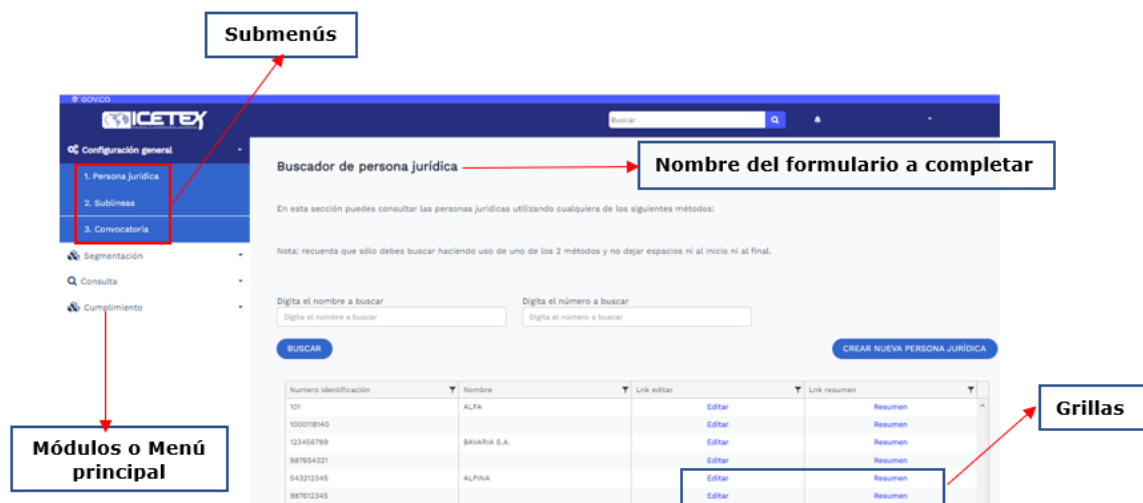 Submenús
GOV.CO
ICETEX
Buscar
Configuración general
1. Persona jurídica
2. Sublíneas
3. Convocatoria
Segmentación
Consulta
Cumplimiento
Módulos o Menú
principal
Buscador de persona jurídica
Nombre del formulario a completar
En esta sección puedes consultar las personas jurídicas utilizando cualquiera de los siguientes métodos:
Nota: recuerda que sólo debes buscar haciendo uso de uno de los 2 métodos y no dejar espacios ni al inicio ni al final.
Digita el nombre a buscar Digita el número a buscar
Digita el nombre a buscar Digita el número a buscar
BUSCAR CREAR NUEVA PERSONA JURÍDICA
Numero identificación Nombre Lnk editar Lnk resumen
101 ALFA Editar Resumen
1000118140 Editar Resumen
123456789 BAVARIA S.A. Editar Resumen
987654321 Editar Resumen
543212345 ALPINA Editar Resumen
987612345 Editar Resumen
Grillas